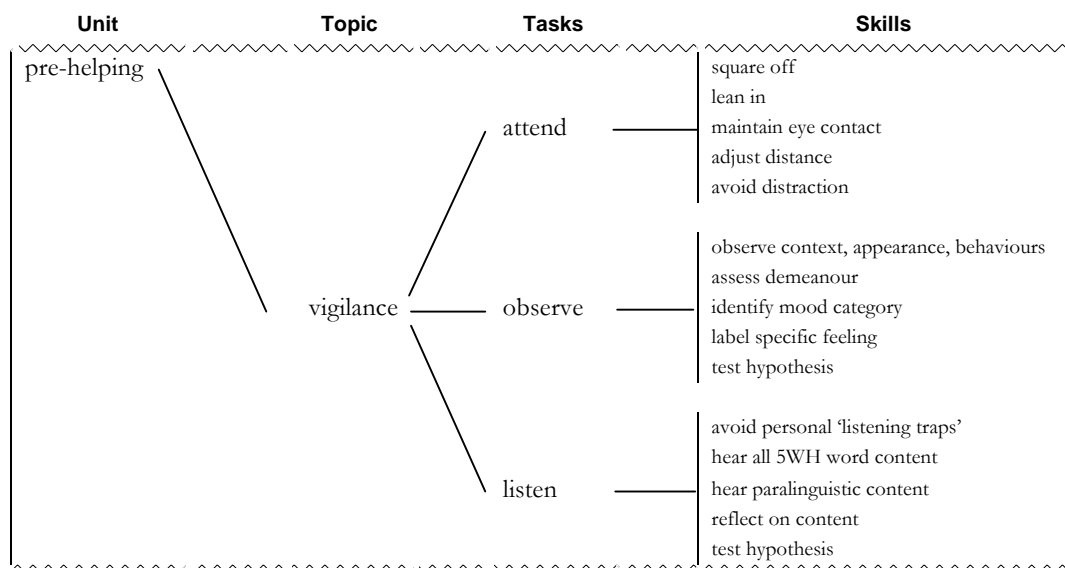 Unit Topic Tasks Skills
pre-helping
square off
lean in
attend
maintain eye contact
adjust distance
avoid distraction
observe context, appearance, behaviours
assess demeanour
vigilance
observe
identify mood category
label specific feeling
test hypothesis
avoid personal ‘listening traps’
hear all 5WH word content
listen
hear paralinguistic content
reflect on content
test hypothesis